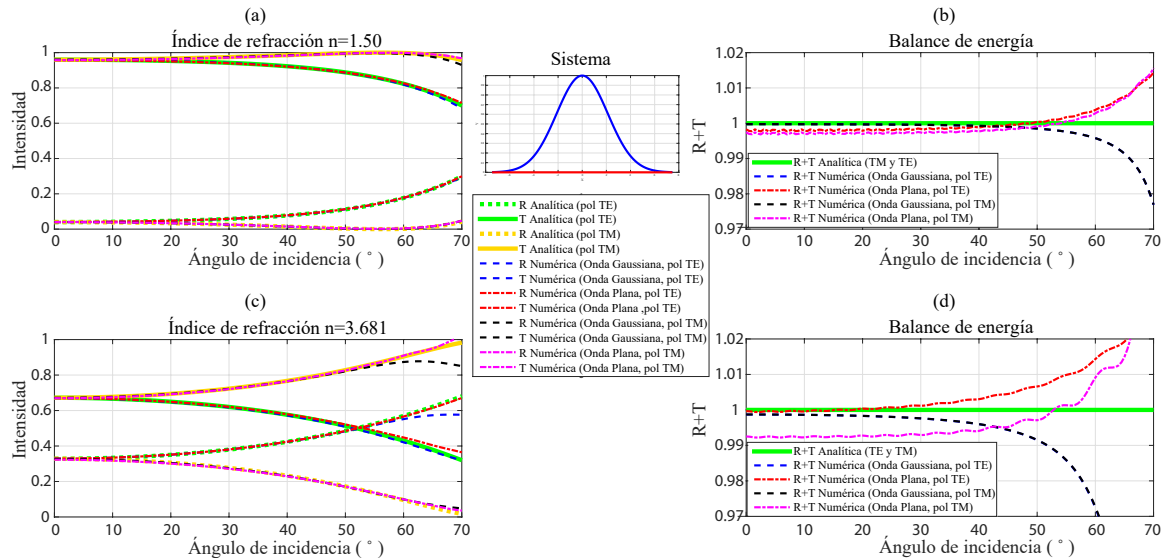 (a)
Índice de refracción n=1.50
1
0.8
0.6
0.4
0.2
0
Intensidad
0 10 20 30 40 50 60 70
Ángulo de incidencia ( ° )
Sistema
R Analítica (pol TE)
T Analítica (pol TE)
R Analítica (pol TM)
T Analítica (pol TM)
R Numérica (Onda Gaussiana, pol TE)
T Numérica (Onda Gaussiana, pol TE)
R Numérica (Onda Plana, pol TE)
T Numérica (Onda Plana ,pol TE)
R Numérica (Onda Gaussiana, pol TM)
T Numérica (Onda Gaussiana, pol TM)
R Numérica (Onda Plana, pol TM)
T Numérica (Onda Plana, pol TM)
(b)
Balance de energía
1.02
1.01
1
0.99
0.98
0.97
R+T
R+T Analítica (TM y TE)
R+T Numérica (Onda Gaussiana, pol TE)
R+T Numérica (Onda Plana, pol TE)
R+T Numérica (Onda Gaussiana, pol TM)
R+T Numérica (Onda Plana, pol TM)
0 10 20 30 40 50 60 70
Ángulo de incidencia ( ° )
(c)
Índice de refracción n=3.681
1
0.8
0.6
0.4
0.2
0
Intensidad
0 10 20 30 40 50 60 70
Ángulo de incidencia ( ° )
(d)
Balance de energía
1.02
1.01
1
0.99
0.98
0.97
R+T
R+T Analítica (TE y TM)
R+T Numérica (Onda Gaussiana, pol TE)
R+T Numérica (Onda Plana, pol TE)
R+T Numérica (Onda Gaussiana, pol TM)
R+T Numérica (Onda Plana, pol TM)
0 10 20 30 40 50 60 70
Ángulo de incidencia ( ° )